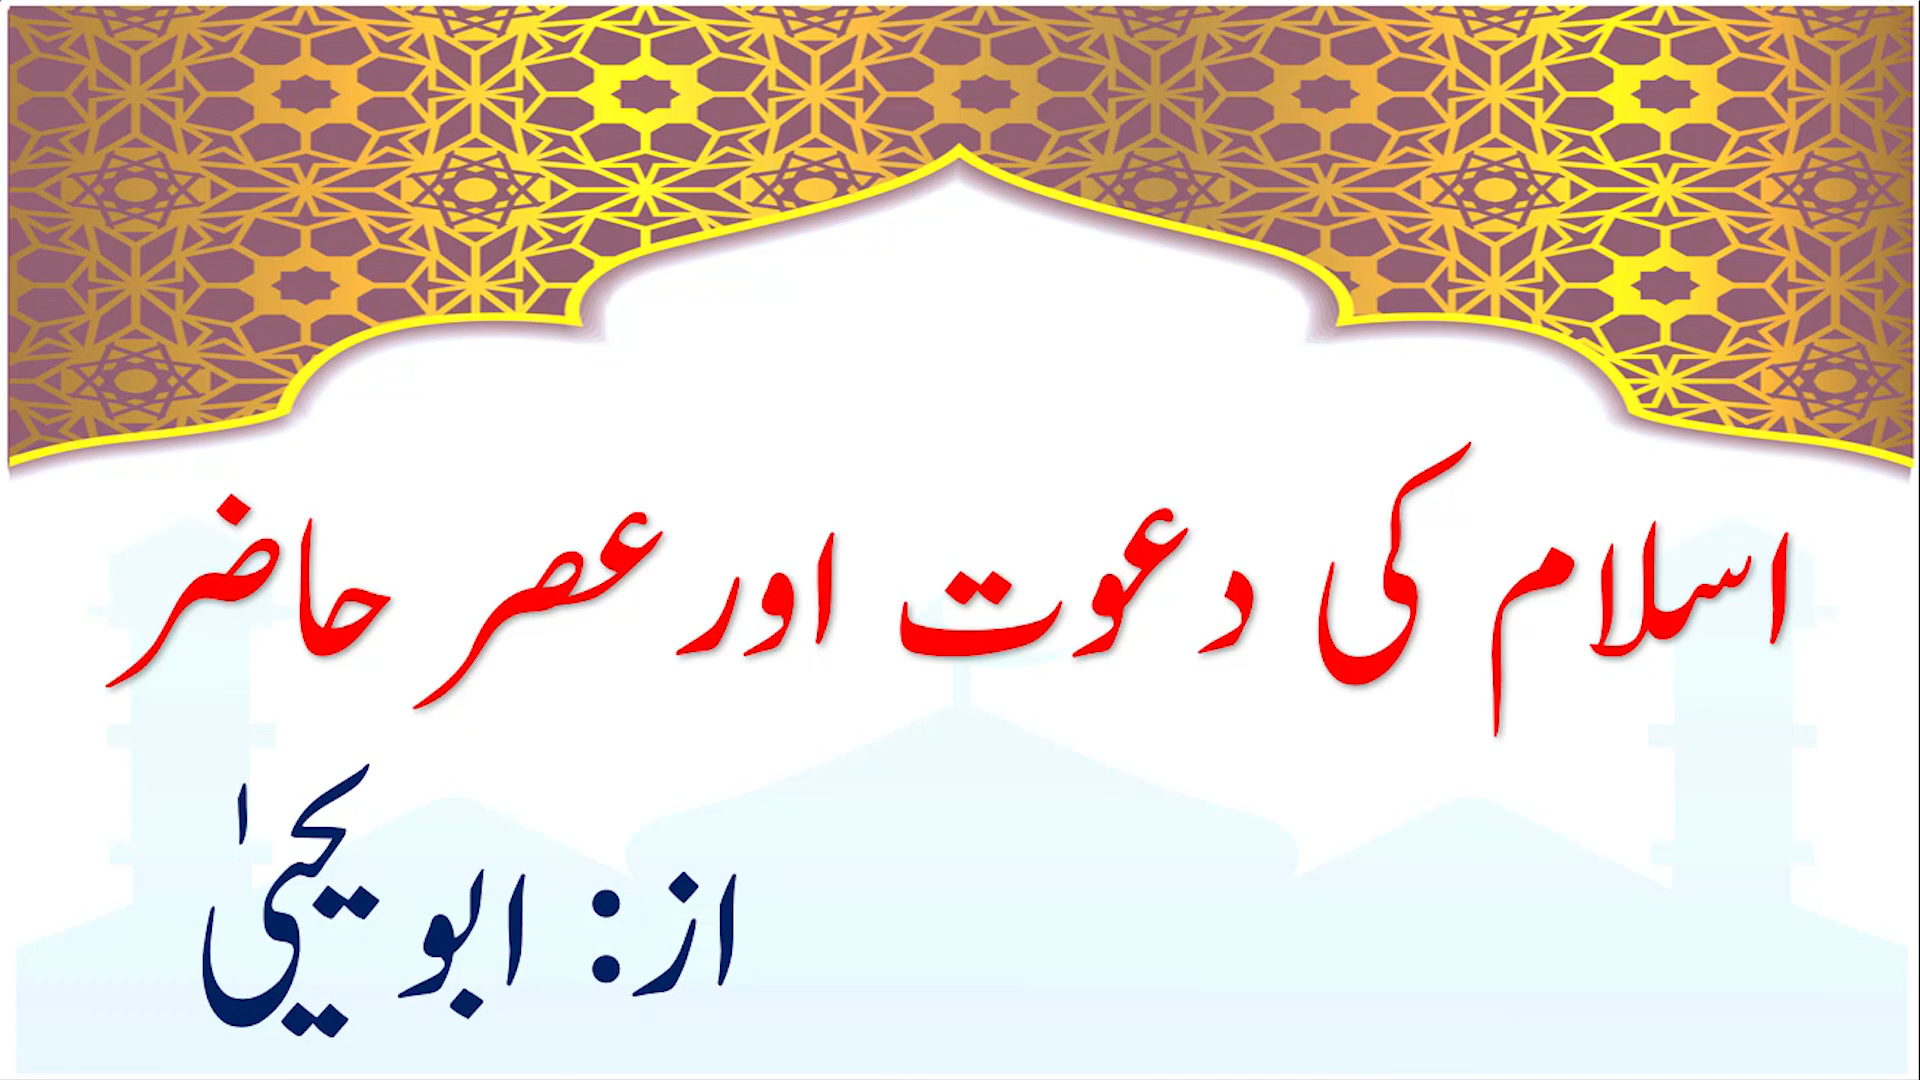 اسلام کی دعوت اور عصر حاضر
از: ابو یحییٰ